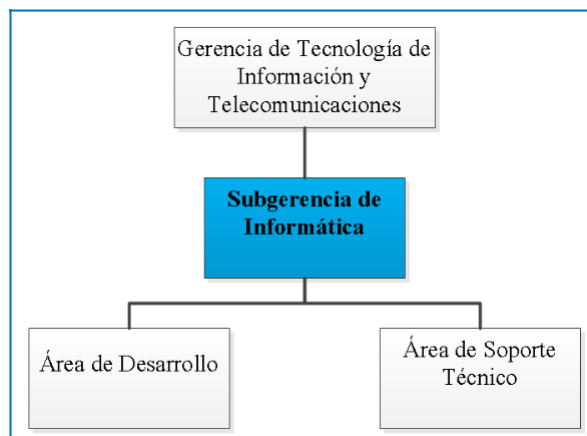 Gerencia de Tecnología de
Información y
Telecomunicaciones
Subgerencia de
Informática
Área de Desarrollo
Área de Soporte
Técnico